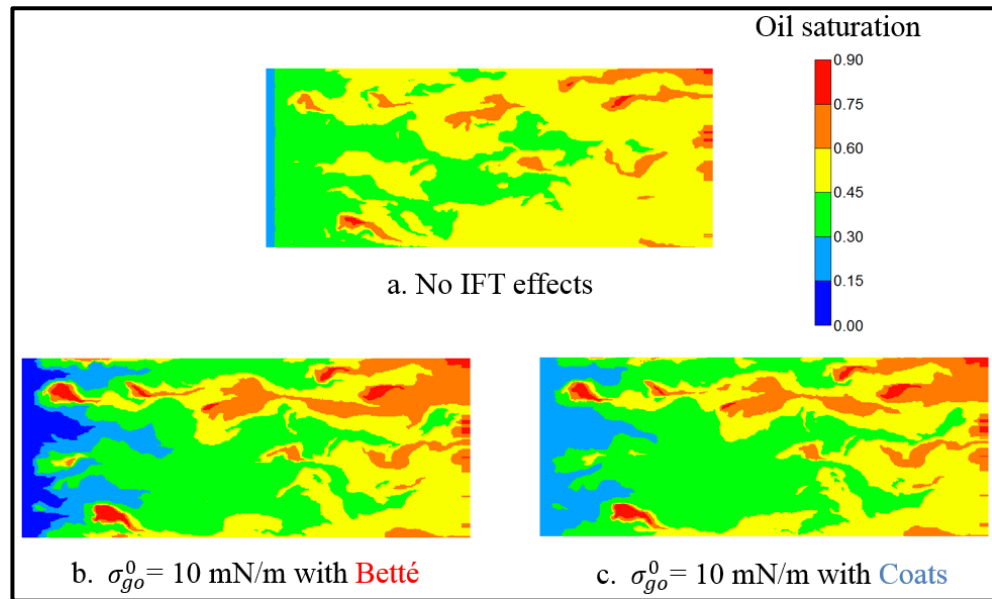 Oil saturation
0.90
0.75
0.60
0.45
0.30
0.15
0.00
a. No IFT effects
b. σ⁰go = 10 mN/m with Betté
c. σ⁰go = 10 mN/m with Coats